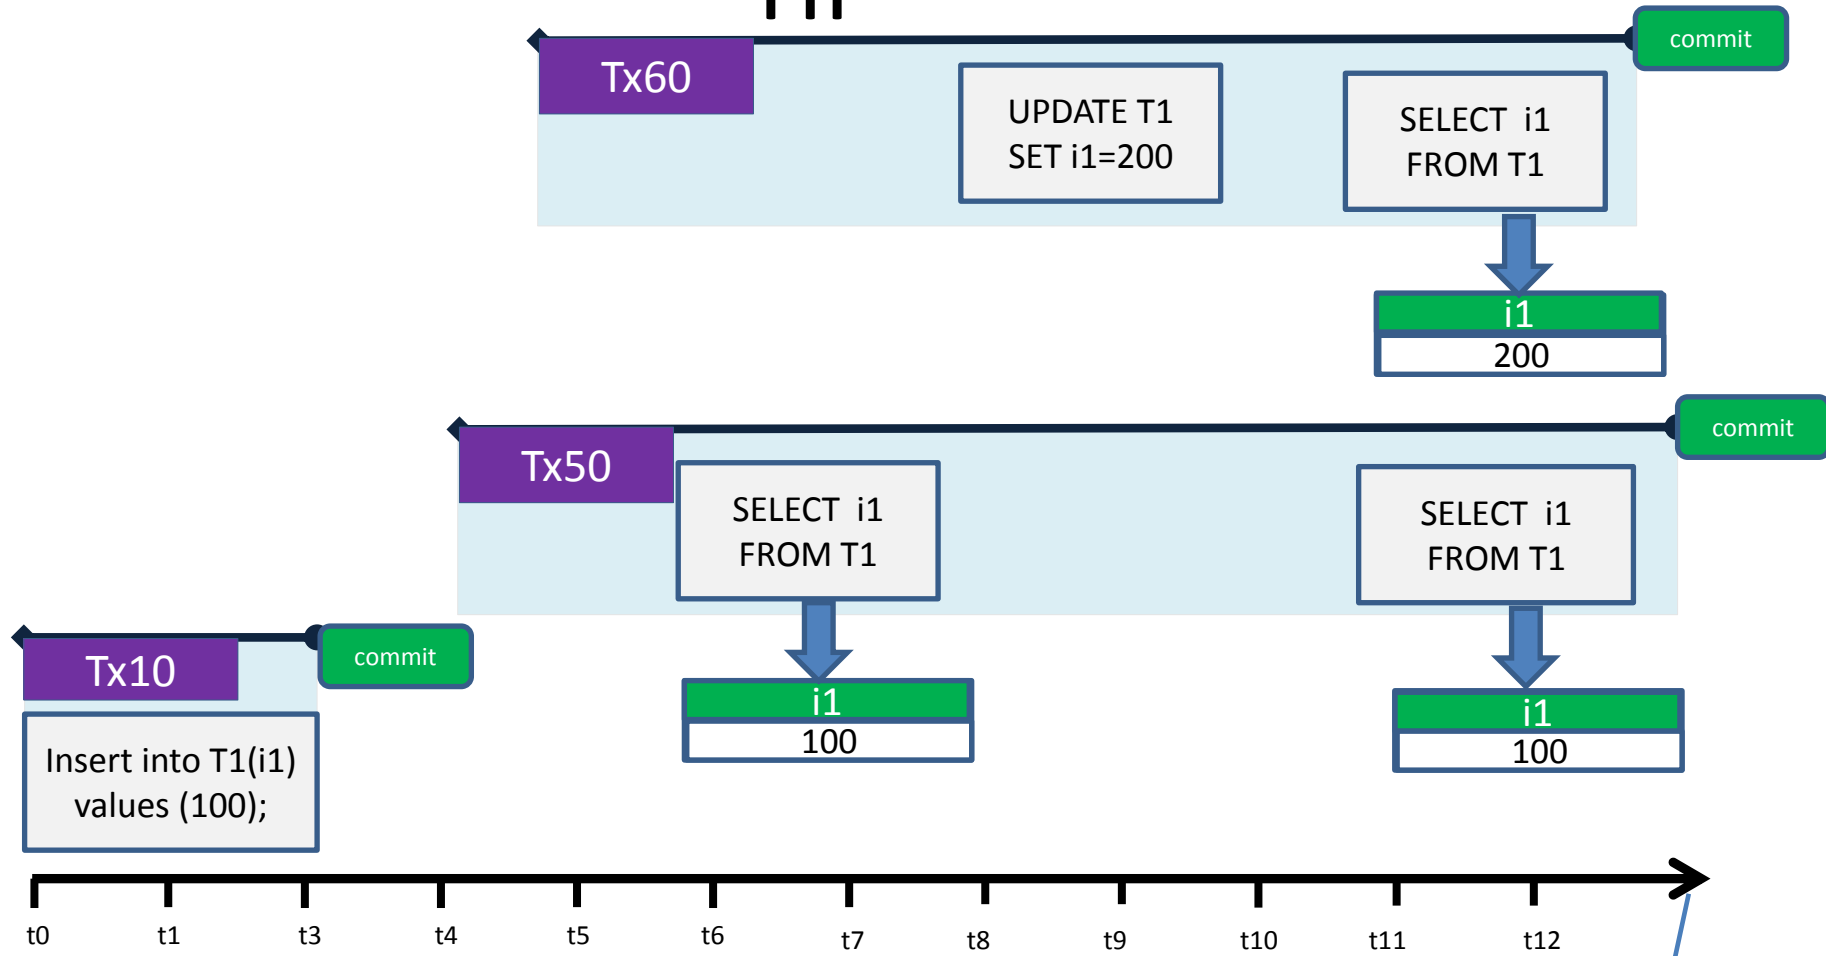 commit
Tx60
UPDATE T1
SET i1=200
SELECT i1
FROM T1
i1
200
commit
Tx50
SELECT i1
FROM T1
SELECT i1
FROM T1
commit
Tx10
i1
100
i1
100
Insert into T1(i1)
values (100);
t0 t1 t3 t4 t5 t6 t7 t8 t9 t10 t11 t12